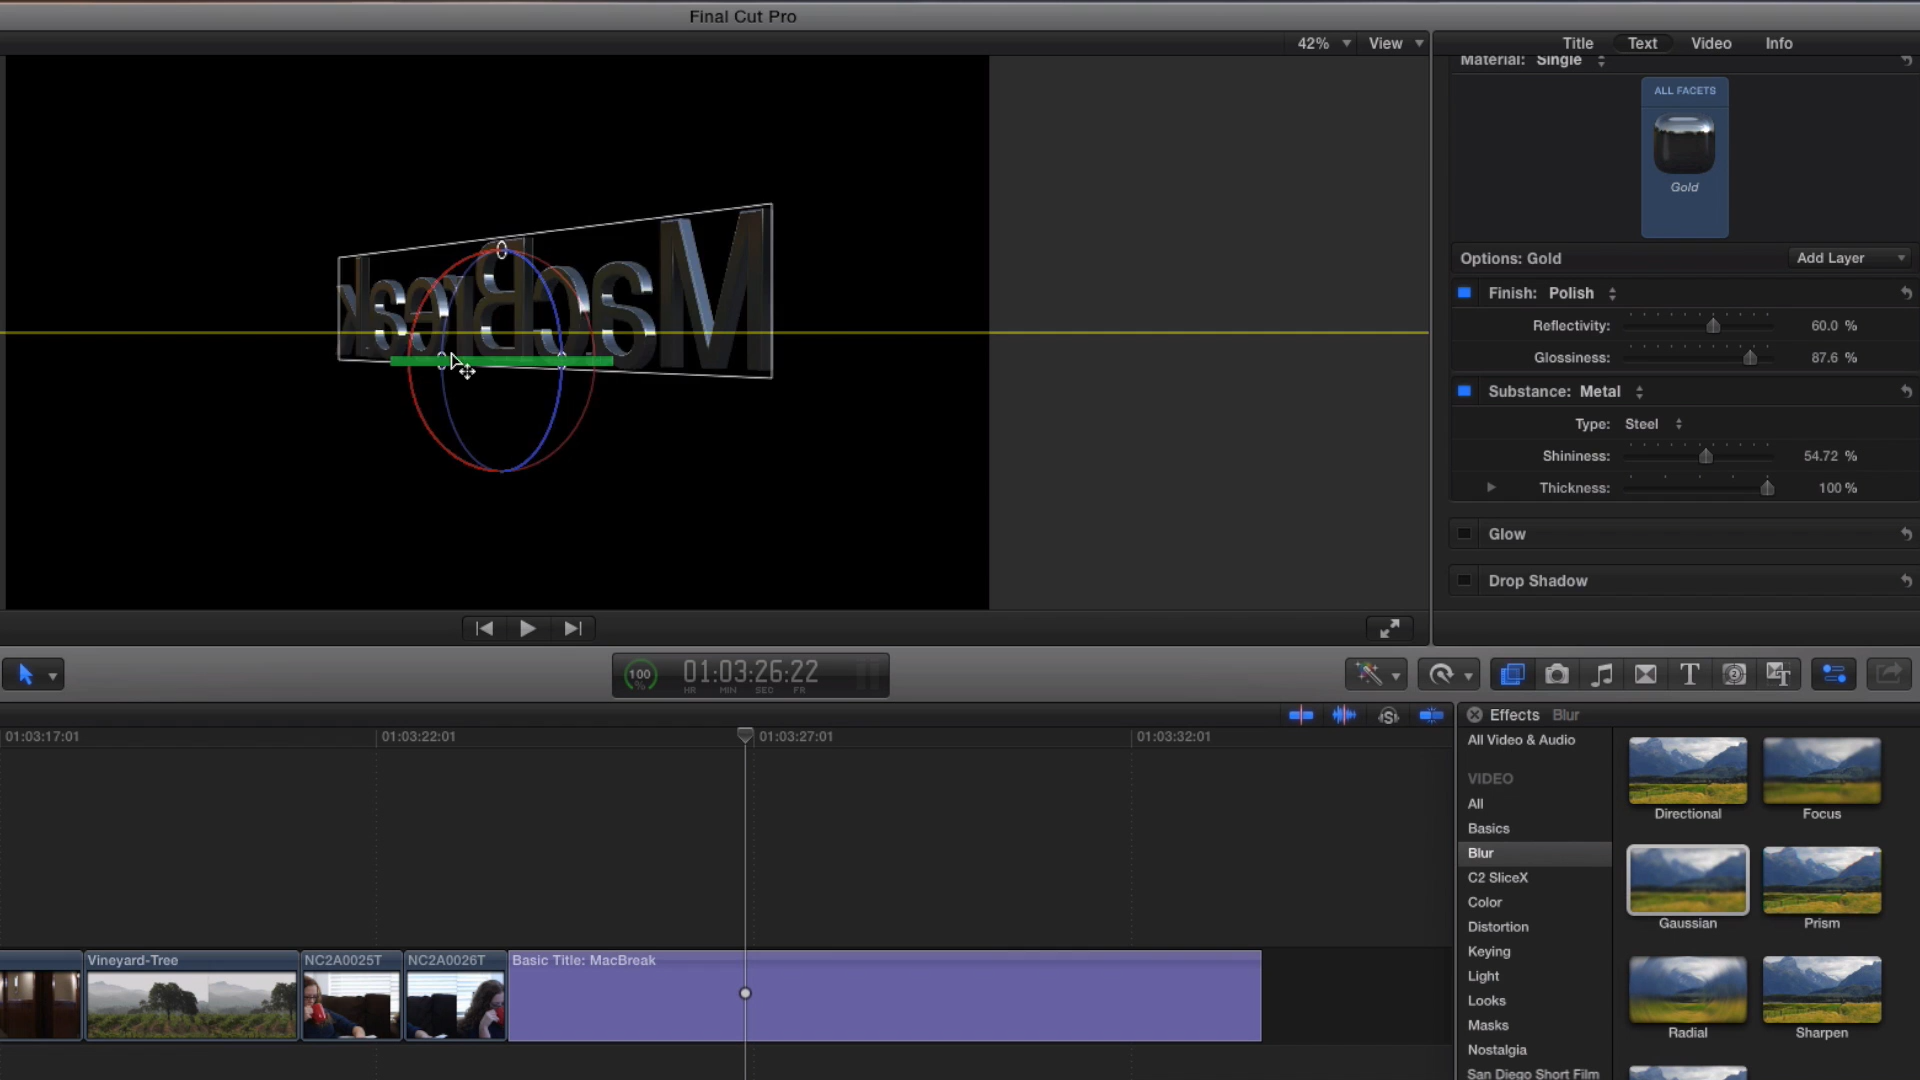 Final Cut Pro
42% View
Title Text Video Info
Material: Single
ALL FACETS
Gold
MacBreak
Options: Gold Add Layer
Finish: Polish
Reflectivity: 60.0 %
Glossiness: 87.6 %
Substance: Metal
Type: Steel
Shininess: 54.72 %
Thickness: 100 %
Glow
Drop Shadow
100 % 01:03:26:22
HR MIN SEC FR
Effects Blur
01:03:17:01 01:03:22:01 01:03:27:01 01:03:32:01
All Video & Audio
VIDEO
All
Basics
Blur
C2 SliceX
Color
Distortion
Keying
Light
Looks
Masks
Nostalgia
San Diego Short Film
Directional Focus
Gaussian Prism
Radial Sharpen
Vineyard-Tree NC2A0025T NC2A0026T Basic Title: MacBreak